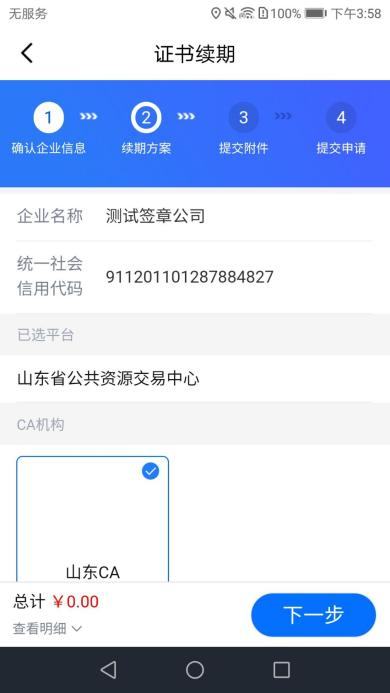 无服务 100% 下午3:58
证书续期
1 2 3 4
确认企业信息 续期方案 提交附件 提交申请
企业名称 测试签章公司
统一社会
信用代码 911201101287884827
已选平台
山东省公共资源交易中心
CA机构
山东CA
总计 ¥0.00
下一步
查看明细